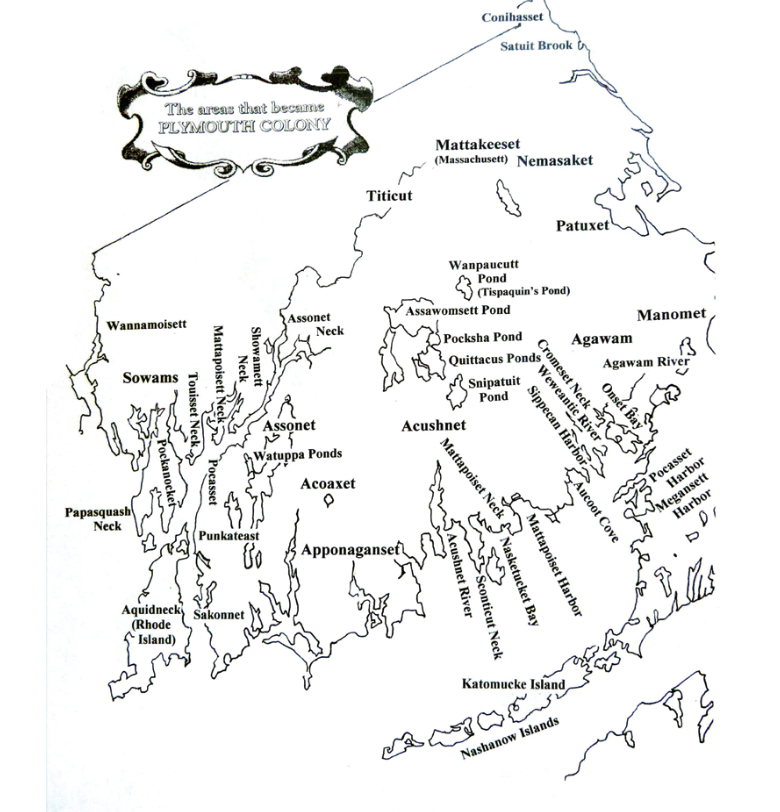 Conihasset
Satuit Brook
The areas that became
PLYMOUTH COLONY
Mattakeeset
(Massachusett)
Nemasaket
Titicut
Patuxet
Wanpaucutt
Pond
(Tispaquin's Pond)
Assawomsett Pond
Manomet
Assonet
Neck
Wannamoisett
Pocksha Pond
Agawam
Quittacus Ponds
Agawam River
Showamett
Neck
Mattapoisett Neck
Touisset Neck
Sowams
Snipatuit
Pond
Cromeset Neck
Weweantic River
Sippecan Harbor
Onset Bay
Assonet
Acushnet
Watuppa Ponds
Pockanocket
Pocasset
Mattapoiset Neck
Pocasset
Harbor
Megansett
Harbor
Acoaxet
Aucoot Cove
Papasquash
Neck
Punkateast
Apponaganset
Mattapoiset Harbor
Nasketucket Bay
Acushnet River
Sconticut Neck
Aquidneck
(Rhode
Island)
Sakonnet
Katomucke Island
Nashanow Islands